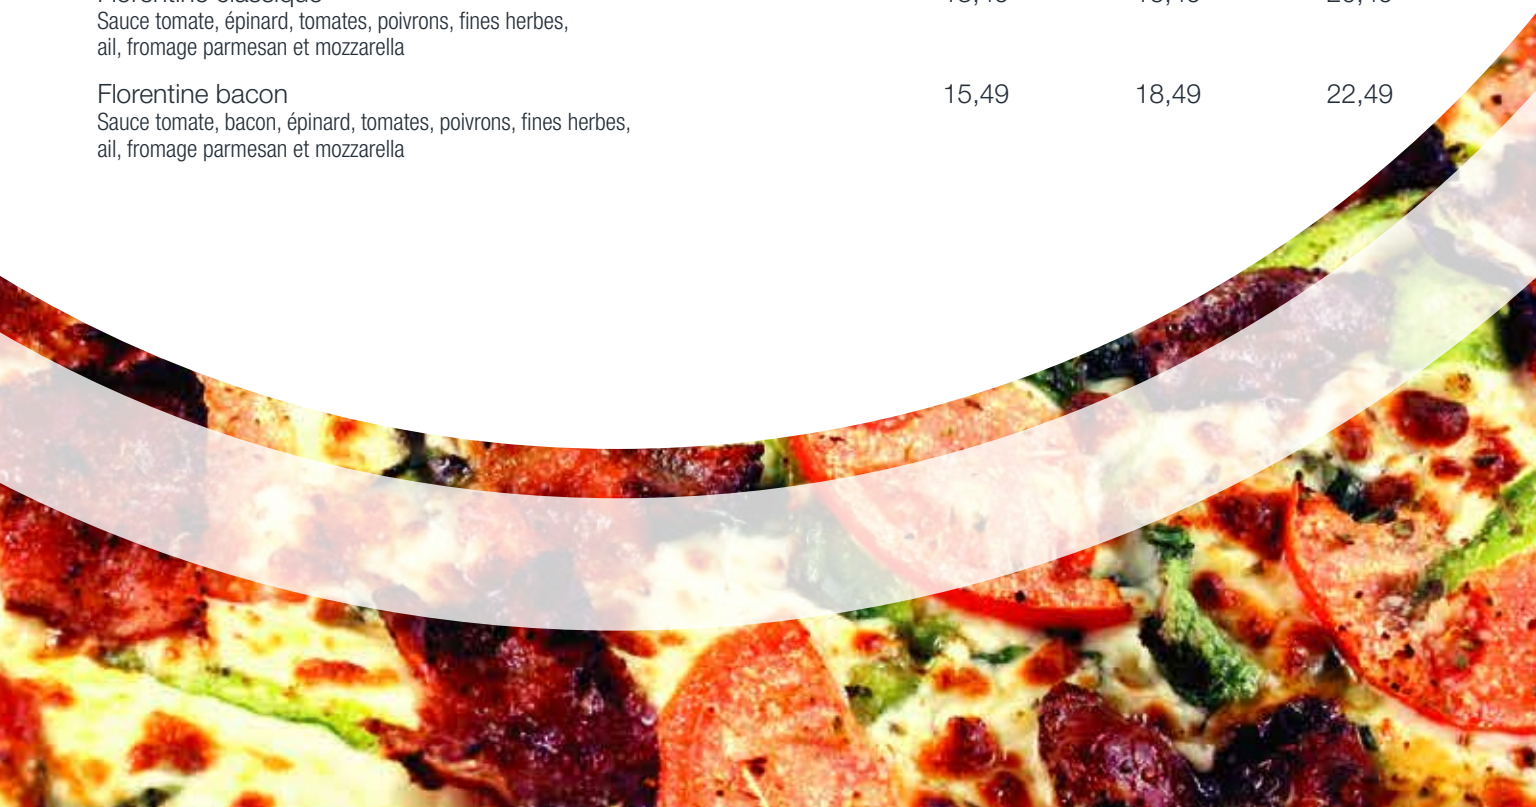 Sauce tomate, épinard, tomates, poivrons, fines herbes,
ail, fromage parmesan et mozzarella
Florentine bacon 15,49 18,49 22,49
Sauce tomate, bacon, épinard, tomates, poivrons, fines herbes,
ail, fromage parmesan et mozzarella